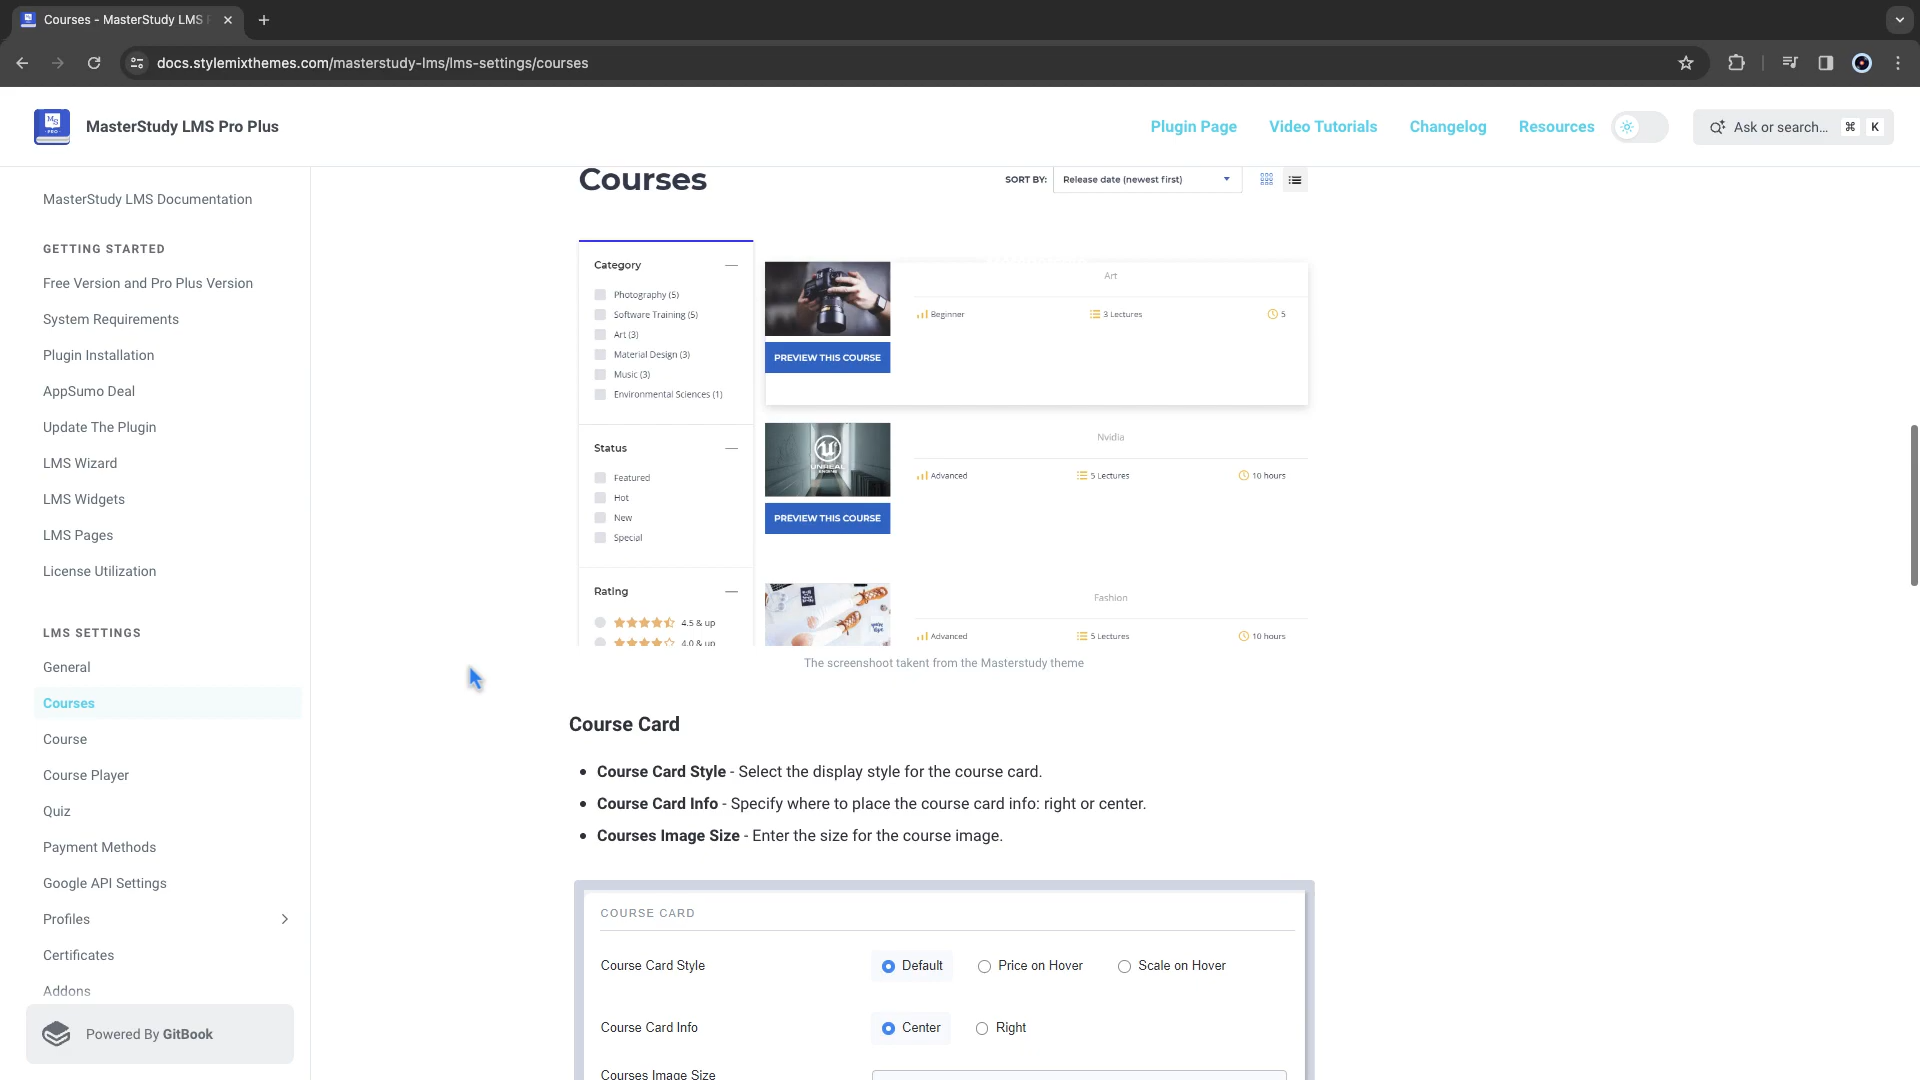 Courses - MasterStudy LMS
docs.stylemixthemes.com/masterstudy-lms/lms-settings/courses
MasterStudy LMS Pro Plus
Plugin Page
Video Tutorials
Changelog
Resources
Ask or search...
⌘
K
MasterStudy LMS Documentation
GETTING STARTED
Free Version and Pro Plus Version
System Requirements
Plugin Installation
AppSumo Deal
Update The Plugin
LMS Wizard
LMS Widgets
LMS Pages
License Utilization
LMS SETTINGS
General
Courses
Course
Course Player
Quiz
Payment Methods
Google API Settings
Profiles
Certificates
Addons
Powered By GitBook
Courses
SORT BY:
Release date (newest first)
Category
Photography (5)
Software Training (5)
Art (3)
Material Design (3)
Music (3)
Environmental Sciences (1)
Status
Featured
Hot
New
Special
Rating
4.5 & up
4.0 & up
PREVIEW THIS COURSE
Art
Beginner
3 Lectures
5
UNREAL
PREVIEW THIS COURSE
Nvidia
Advanced
5 Lectures
10 hours
Fashion
Advanced
5 Lectures
10 hours
The screenshoot takent from the Masterstudy theme
Course Card
Course Card Style - Select the display style for the course card.
Course Card Info - Specify where to place the course card info: right or center.
Courses Image Size - Enter the size for the course image.
COURSE CARD
Course Card Style
Default
Price on Hover
Scale on Hover
Course Card Info
Center
Right
Courses Image Size